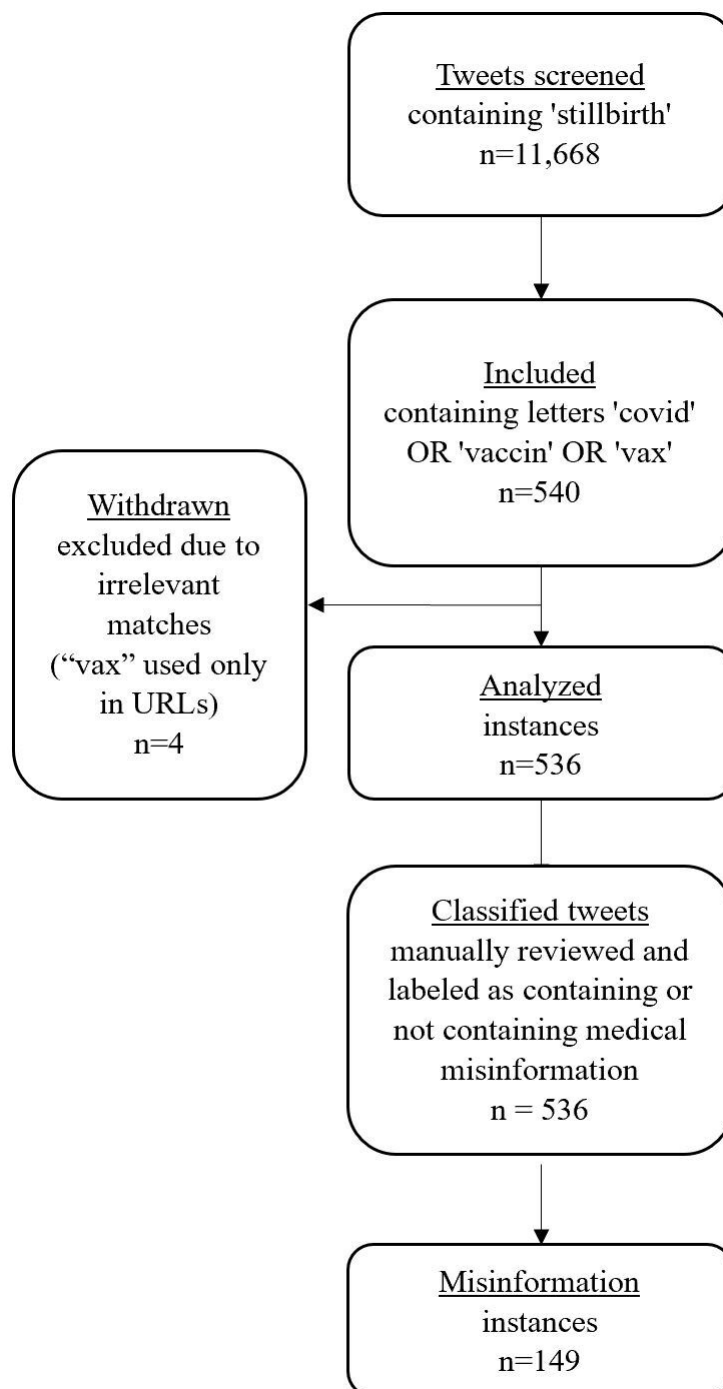 Tweets screened
containing 'stillbirth'
n=11,668
Included
containing letters 'covid'
OR 'vaccin' OR 'vax'
n=540
Withdrawn
excluded due to
irrelevant
matches
(“vax” used only
in URLs)
n=4
Analyzed
instances
n=536
Classified tweets
manually reviewed and
labeled as containing or
not containing medical
misinformation
n = 536
Misinformation
instances
n=149